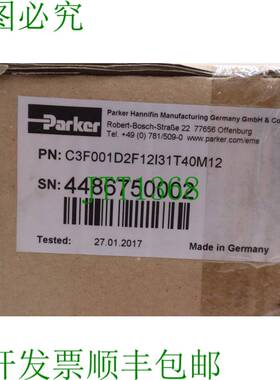 图必究
Parker
Parker Hannifin Manufacturing Germany GmbH & Co
Robert-Bosch-Straße 22 77656 Offenburg
Tel. +49 (0) 781/509-0 www.parker.com/eme
PN: C3F001D2F12I31T40M12
SN: 4486750002
JTT1368
Tested: 27.01.2017 Made in Germany
开发票顺丰包邮